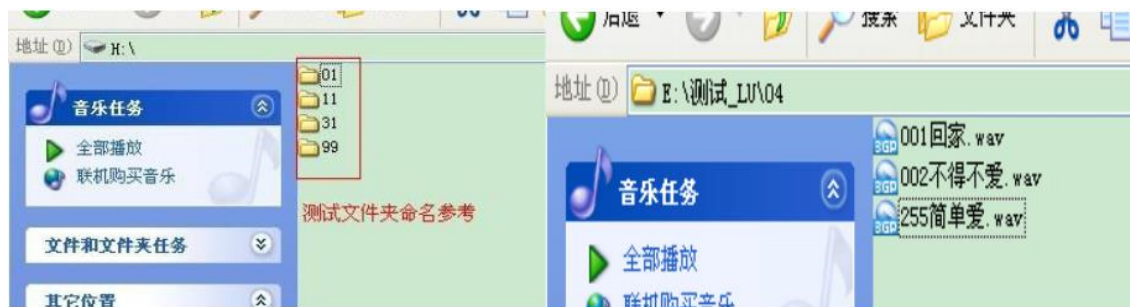 地址(D) H:\
01
11
31
99
音乐任务
全部播放
联机购买音乐
测试文件夹命名参考
文件和文件夹任务
其它位置
后退 搜索 文件夹
地址(D) E:\测试_LU\04
001回家.wav
002不得不爱.wav
255简单爱.wav
音乐任务
全部播放
联机购买音乐